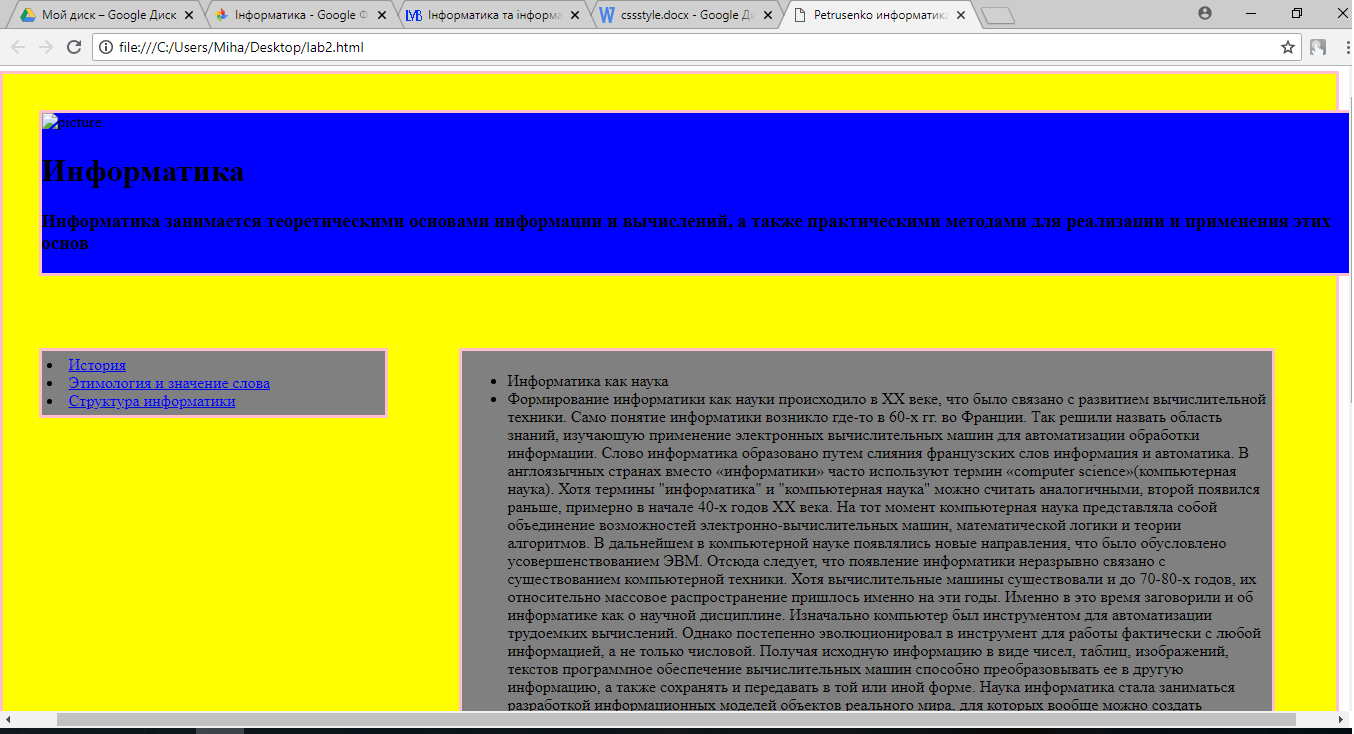 Мой диск – Google Диск
Інформатика - Google Ф
Інформатика та інформа
cssstyle.docx - Google Д
Petrusenko информатика
file:///C:/Users/Miha/Desktop/lab2.html
picture
Информатика
Информатика занимается теоретическими основами информации и вычислений, а также практическими методами для реализации и применения этих
основ
История
Этимология и значение слова
Структура информатики
Информатика как наука
Формирование информатики как науки происходило в XX веке, что было связано с развитием вычислительной
техники. Само понятие информатики возникло где-то в 60-х гг. во Франции. Так решили назвать область
знаний, изучающую применение электронных вычислительных машин для автоматизации обработки
информации. Слово информатика образовано путем слияния французских слов информация и автоматика. В
англоязычных странах вместо «информатики» часто используют термин «computer science»(компьютерная
наука). Хотя термины "информатика" и "компьютерная наука" можно считать аналогичными, второй появился
раньше, примерно в начале 40-х годов XX века. На тот момент компьютерная наука представляла собой
объединение возможностей электронно-вычислительных машин, математической логики и теории
алгоритмов. В дальнейшем в компьютерной науке появлялись новые направления, что было обусловлено
усовершенствованием ЭВМ. Отсюда следует, что появление информатики неразрывно связано с
существованием компьютерной техники. Хотя вычислительные машины существовали и до 70-80-х годов, их
относительно массовое распространение пришлось именно на эти годы. Именно в это время заговорили и об
информатике как о научной дисциплине. Изначально компьютер был инструментом для автоматизации
трудоемких вычислений. Однако постепенно эволюционировал в инструмент для работы фактически с любой
информацией, а не только числовой. Получая исходную информацию в виде чисел, таблиц, изображений,
текстов программное обеспечение вычислительных машин способно преобразовывать ее в другую
информацию, а также сохранять и передавать в той или иной форме. Наука информатика стала заниматься
разработкой информационных моделей объектов реального мира, для которых вообще можно создать